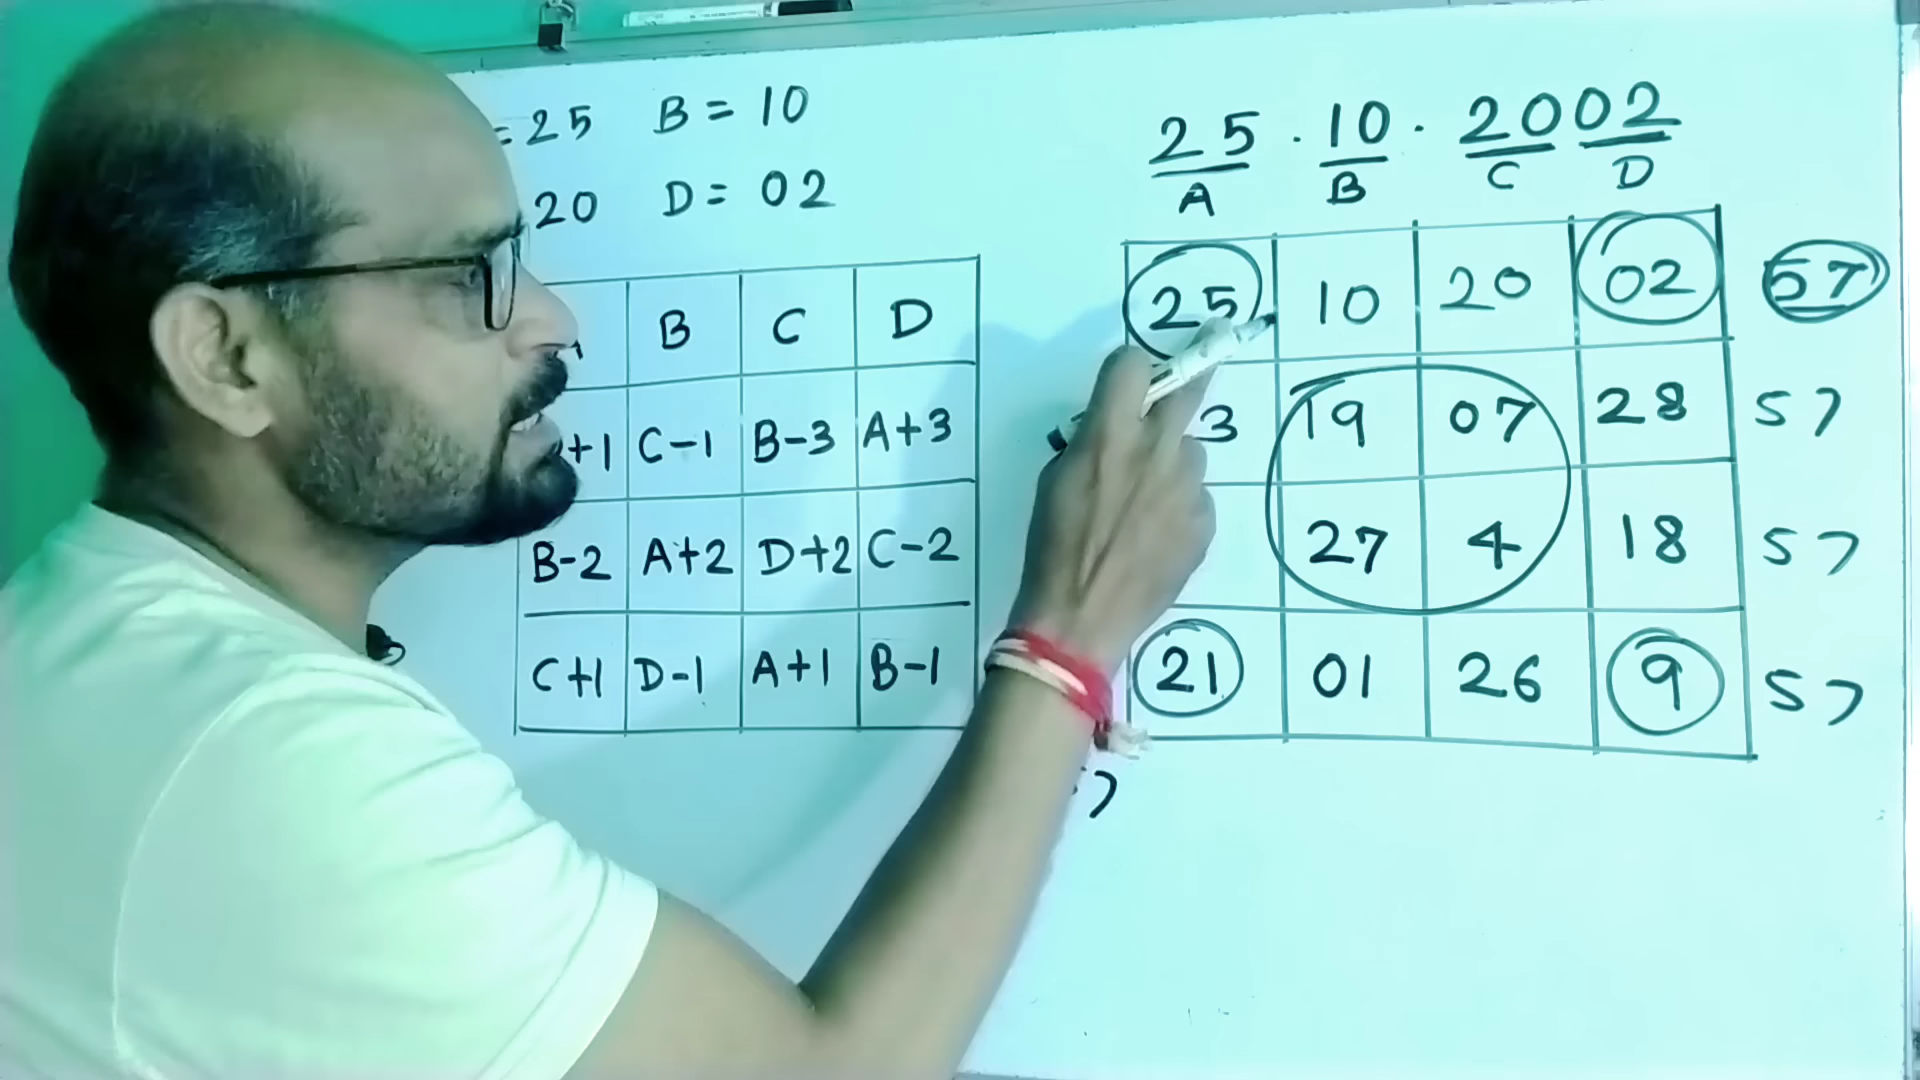 =25 B = 10
20 D = 02
B C D
+1 C-1 B-3 A+3
B-2 A+2 D+2 C-2
C+1 D-1 A+1 B-1
25 . 10 . 2002
A B C D
25 10 20 02 57
3 19 07 28 57
27 4 18 57
21 01 26 9 57
7